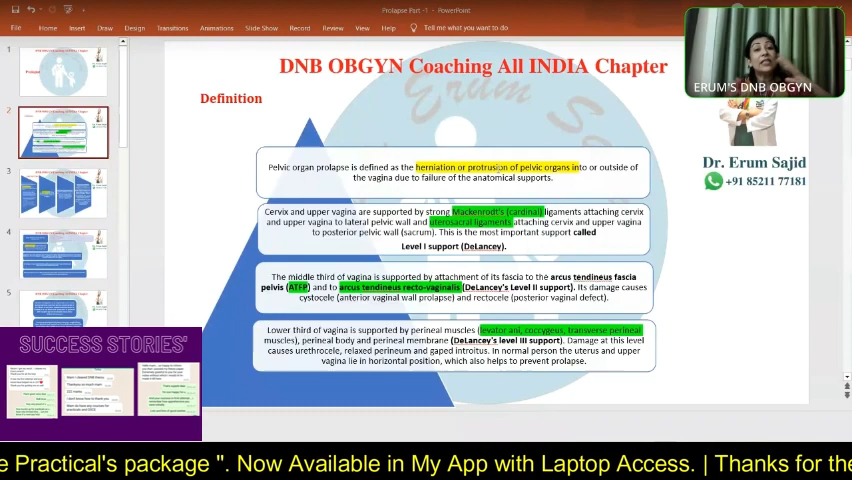 Prolapse Part -1 - PowerPoint
File Home Insert Draw Design Transitions Animations Slide Show Record Review View Help Tell me what you want to do
DNB OBGYN Coaching All INDIA Chapter
Definition
Pelvic organ prolapse is defined as the herniation or protrusion of pelvic organs into or outside of
the vagina due to failure of the anatomical supports.
Cervix and upper vagina are supported by strong Mackenrodt's (cardinal) ligaments attaching cervix
and upper vagina to lateral pelvic wall and uterosacral ligaments attaching cervix and upper vagina
to posterior pelvic wall (sacrum). This is the most important support called
Level I support (DeLancey).
The middle third of vagina is supported by attachment of its fascia to the arcus tendineus fascia
pelvis (ATFP) and to arcus tendineus recto-vaginalis (DeLancey's Level II support). Its damage causes
cystocele (anterior vaginal wall prolapse) and rectocele (posterior vaginal defect).
Lower third of vagina is supported by perineal muscles (levator ani, coccygeus, transverse perineal
muscles), perineal body and perineal membrane (DeLancey's level III support). Damage at this level
causes urethrocele, relaxed perineum and gaped introitus. In normal person the uterus and upper
vagina lie in horizontal position, which also helps to prevent prolapse.
ERUM'S DNB OBGYN
Dr. Erum Sajid
+91 85211 77181
1
2
3
4
5
SUCCESS STORIES'
e Practical's package ". Now Available in My App with Laptop Access. | Thanks for the